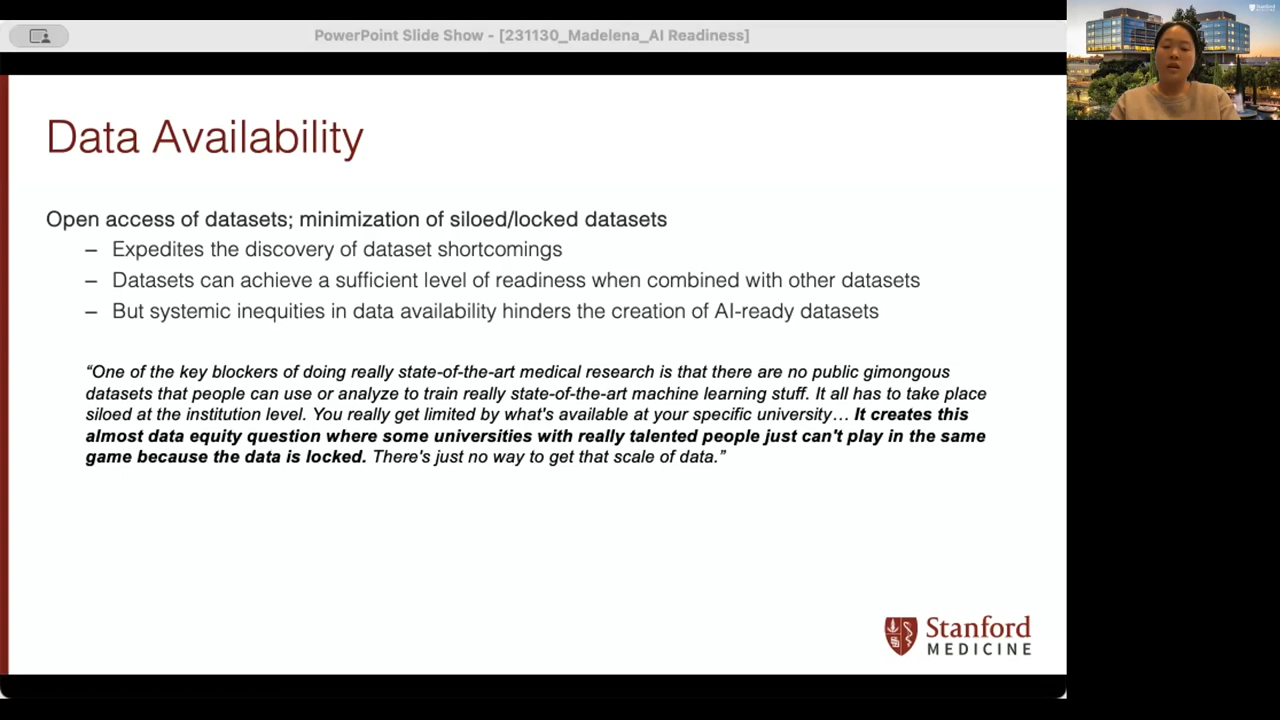 PowerPoint Slide Show - [231130_Madelena_AI Readiness]
Stanford
MEDICINE
Data Availability
Open access of datasets; minimization of siloed/locked datasets
– Expedites the discovery of dataset shortcomings
– Datasets can achieve a sufficient level of readiness when combined with other datasets
– But systemic inequities in data availability hinders the creation of AI-ready datasets
“One of the key blockers of doing really state-of-the-art medical research is that there are no public gimongous
datasets that people can use or analyze to train really state-of-the-art machine learning stuff. It all has to take place
siloed at the institution level. You really get limited by what's available at your specific university… It creates this
almost data equity question where some universities with really talented people just can't play in the same
game because the data is locked. There's just no way to get that scale of data.”
Stanford
MEDICINE